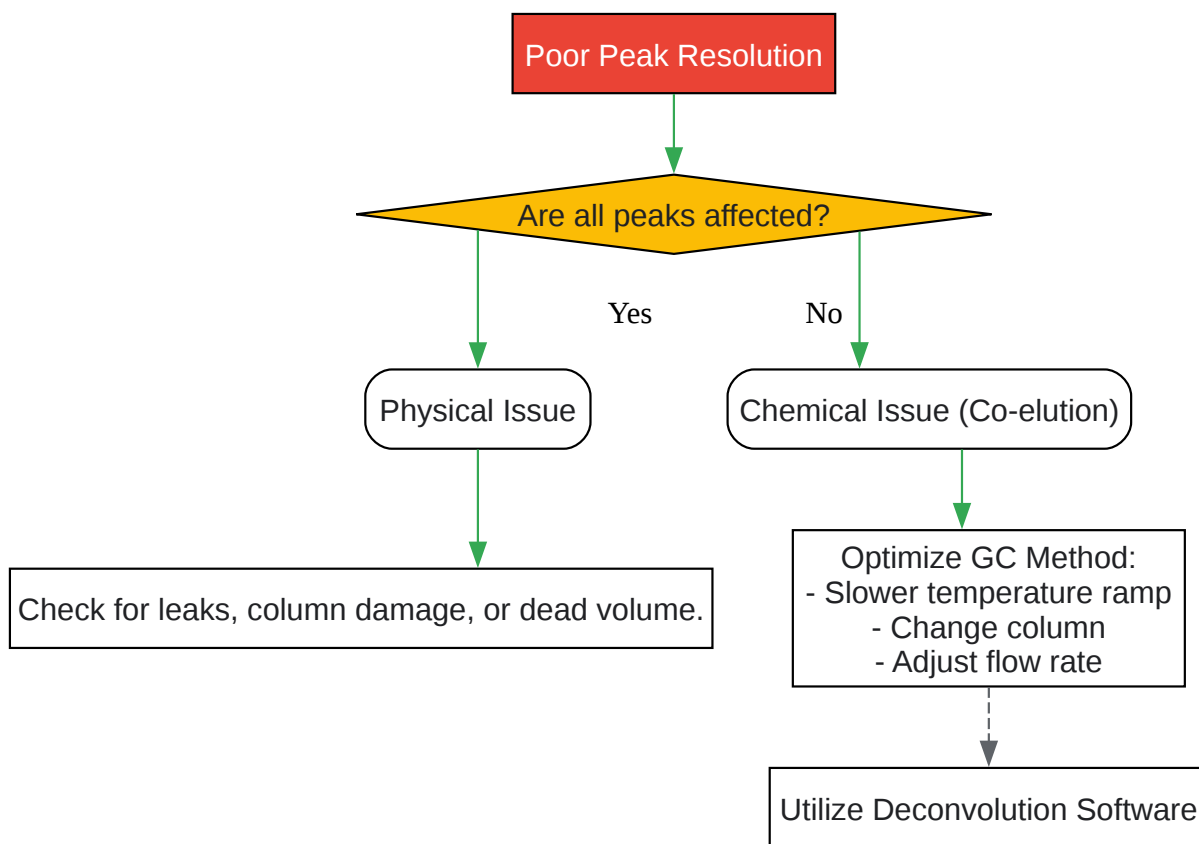 Poor Peak Resolution
Are all peaks affected?
Yes
No
Physical Issue
Chemical Issue (Co-elution)
Check for leaks, column damage, or dead volume.
Optimize GC Method:
- Slower temperature ramp
- Change column
- Adjust flow rate
Utilize Deconvolution Software